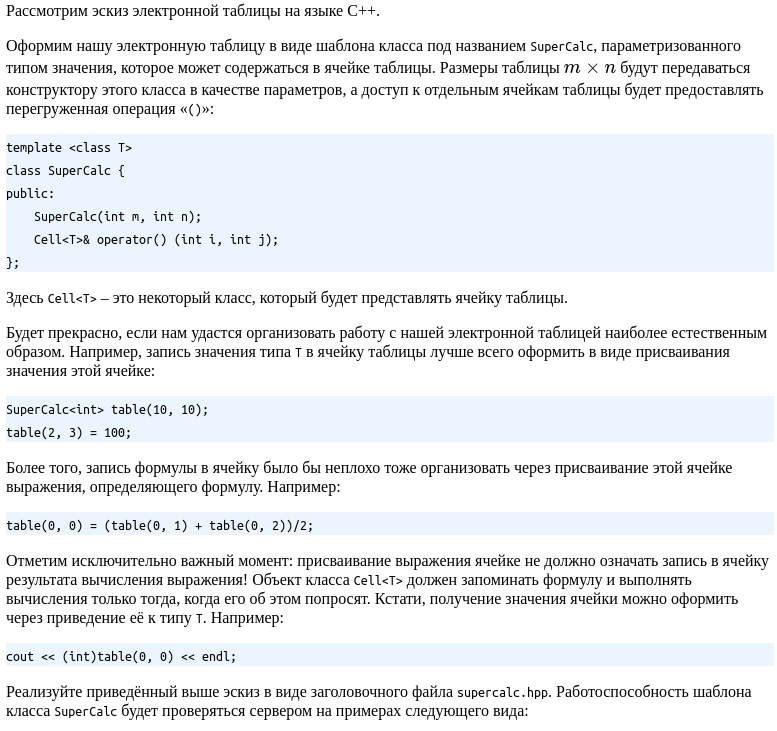 Рассмотрим эскиз электронной таблицы на языке C++.
Оформим нашу электронную таблицу в виде шаблона класса под названием SuperCalc, параметризованного
типом значения, которое может содержаться в ячейке таблицы. Размеры таблицы m × n будут передаваться
конструктору этого класса в качестве параметров, а доступ к отдельным ячейкам таблицы будет предоставлять
перегруженная операция «()»:
template <class T>
class SuperCalc {
public:
    SuperCalc(int m, int n);
    Cell<T>& operator() (int i, int j);
};
Здесь Cell<T> – это некоторый класс, который будет представлять ячейку таблицы.
Будет прекрасно, если нам удастся организовать работу с нашей электронной таблицей наиболее естественным
образом. Например, запись значения типа T в ячейку таблицы лучше всего оформить в виде присваивания
значения этой ячейке:
SuperCalc<int> table(10, 10);
table(2, 3) = 100;
Более того, запись формулы в ячейку было бы неплохо тоже организовать через присваивание этой ячейке
выражения, определяющего формулу. Например:
table(0, 0) = (table(0, 1) + table(0, 2))/2;
Отметим исключительно важный момент: присваивание выражения ячейке не должно означать запись в ячейку
результата вычисления выражения! Объект класса Cell<T> должен запоминать формулу и выполнять
вычисления только тогда, когда его об этом попросят. Кстати, получение значения ячейки можно оформить
через приведение её к типу T. Например:
cout << (int)table(0, 0) << endl;
Реализуйте приведённый выше эскиз в виде заголовочного файла supercalc.hpp. Работоспособность шаблона
класса SuperCalc будет проверяться сервером на примерах следующего вида: